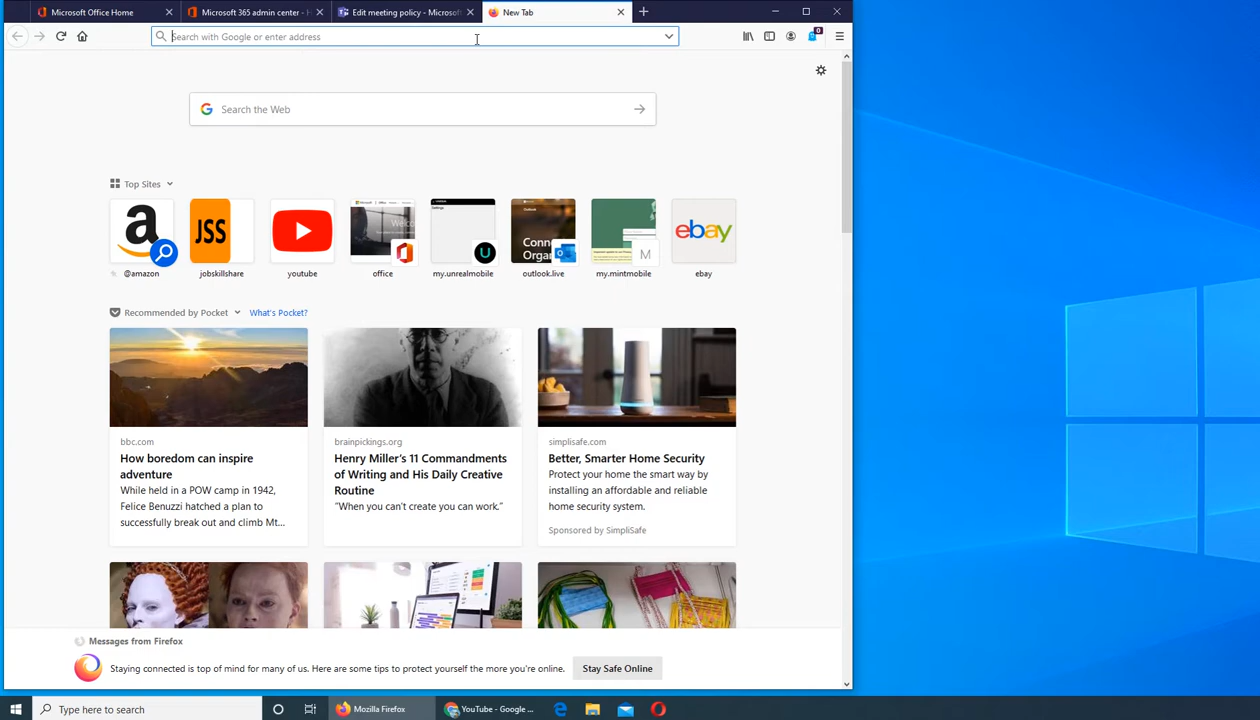 Microsoft Office Home
Microsoft 365 admin center - H
Edit meeting policy - Microsoft
New Tab
Search with Google or enter address
0
Search the Web
Top Sites
JSS
U
M
ebay
@amazon
jobskillshare
youtube
office
my.unrealmobile
outlook.live
my.mintmobile
ebay
Recommended by Pocket
What's Pocket?
bbc.com
How boredom can inspire
adventure
While held in a POW camp in 1942,
Felice Benuzzi hatched a plan to
successfully break out and climb Mt...
brainpickings.org
Henry Miller's 11 Commandments
of Writing and His Daily Creative
Routine
"When you can't create you can work."
simplisafe.com
Better, Smarter Home Security
Protect your home the smart way by
installing an affordable and reliable
home security system.
Sponsored by SimpliSafe
Messages from Firefox
Staying connected is top of mind for many of us. Here are some tips to protect yourself the more you're online.
Stay Safe Online
Type here to search
Mozilla Firefox
YouTube - Google ...